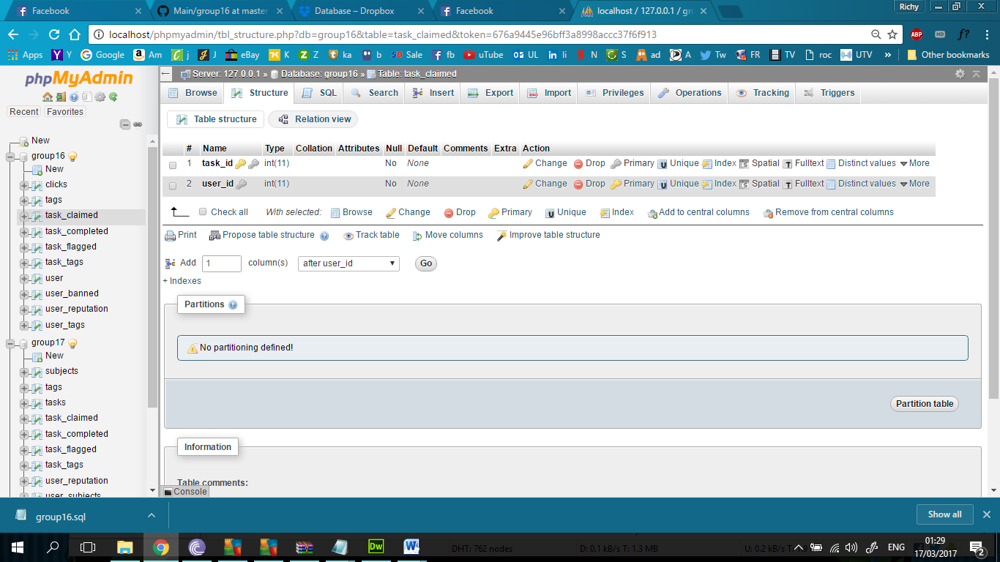 Facebook
Main/group16 at master
Database – Dropbox
Facebook
localhost / 127.0.0.1 / gro
Richy
localhost/phpmyadmin/tbl_structure.php?db=group16&table=task_claimed&token=676a9445e96bff3a8998accc37f6f913
ABP HD f?
Apps Y Google Am j J eBay K Z ka b Sale fb uTube UL li N S ad A Tw FR TV roc UTV » Other bookmarks
phpMyAdmin
Recent Favorites
New
group16
New
clicks
tags
task_claimed
task_completed
task_flagged
task_tags
user
user_banned
user_reputation
user_tags
group17
New
subjects
tags
tasks
task_claimed
task_completed
task_flagged
task_tags
user_reputation
user_subjects
Server: 127.0.0.1 » Database: group16 » Table: task_claimed
Browse Structure SQL Search Insert Export Import Privileges Operations Tracking Triggers
Table structure Relation view
# Name Type Collation Attributes Null Default Comments Extra Action
1 task_id int(11) No None Change Drop Primary Unique Index Spatial Fulltext Distinct values More
2 user_id int(11) No None Change Drop Primary Unique Index Spatial Fulltext Distinct values More
Check all With selected: Browse Change Drop Primary Unique Index Add to central columns Remove from central columns
Print Propose table structure Track table Move columns Improve table structure
Add 1 column(s) after user_id Go
+ Indexes
Partitions
No partitioning defined!
Partition table
Information
Table comments:
Console
group16.sql
Show all
Dw W DHT: 762 nodes D: 0.1 kB/s T: 1.3 MB U: 0.2 kB/s ENG
01:29
17/03/2017
2